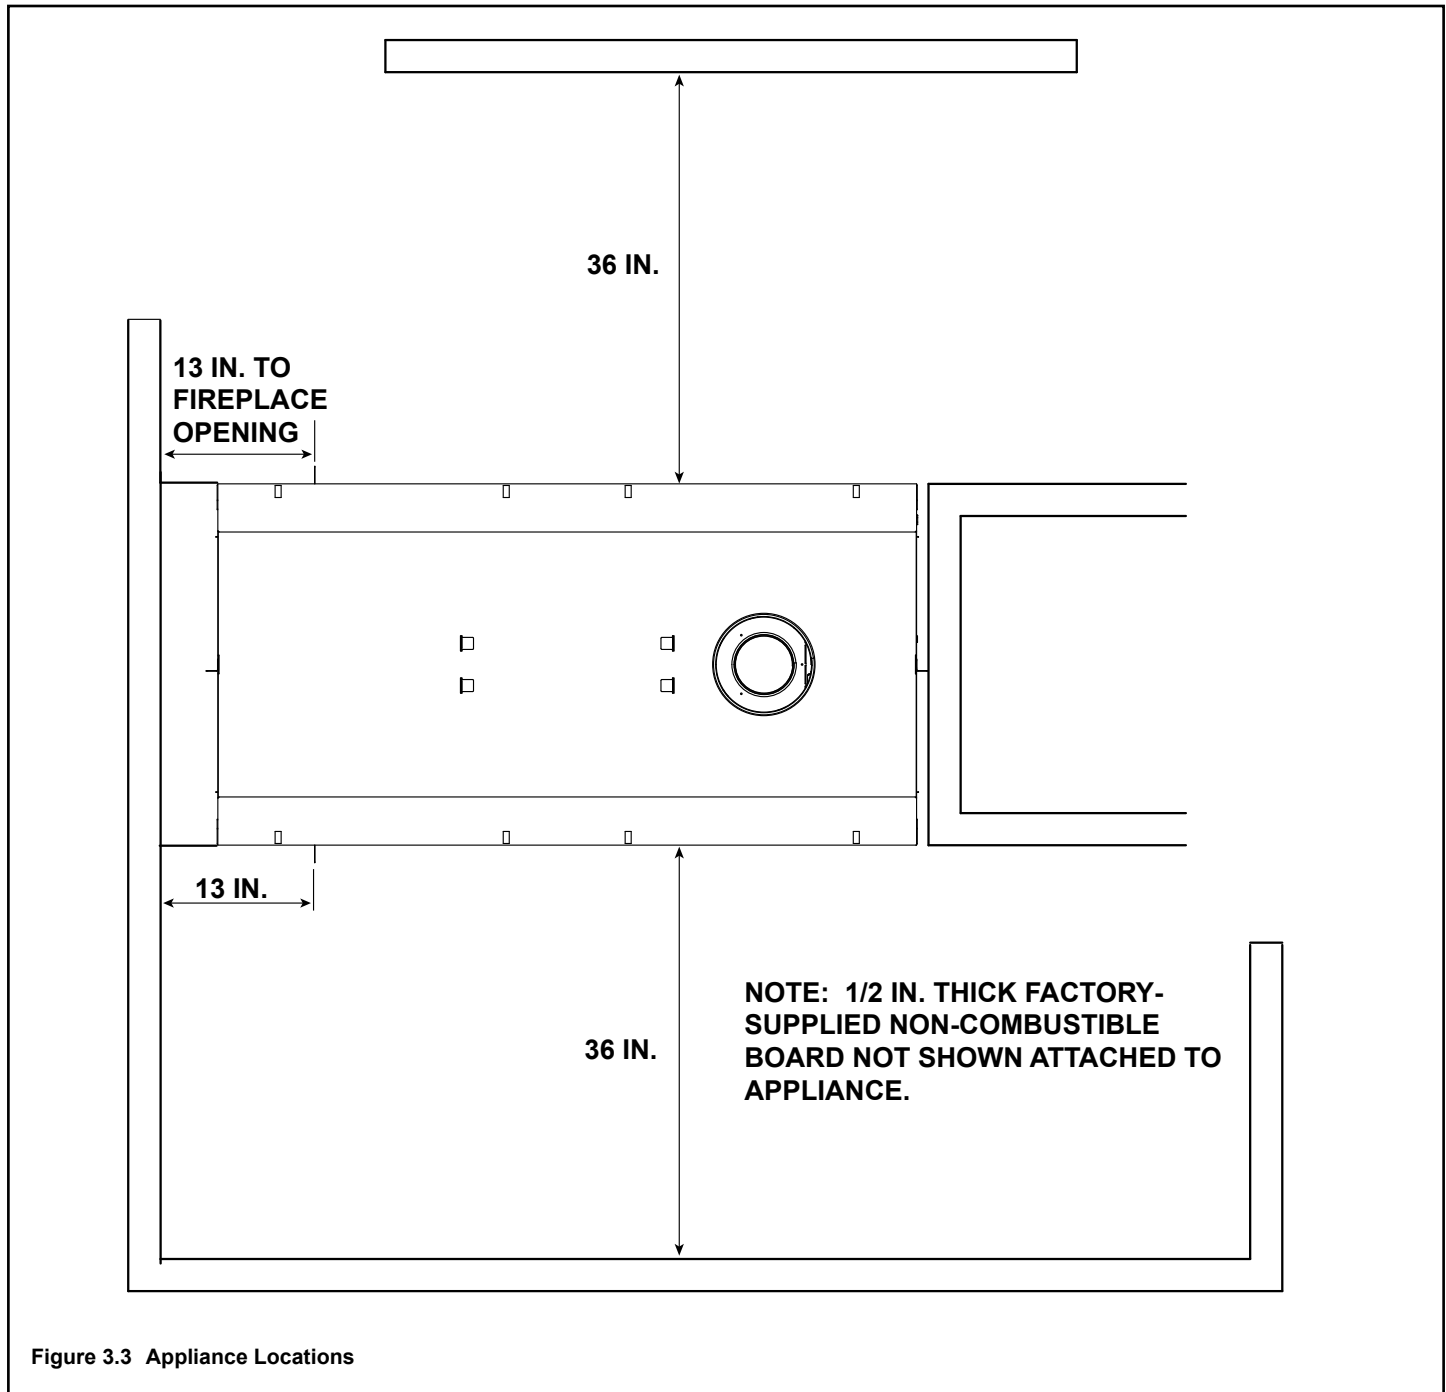 36 IN.
13 IN. TO
FIREPLACE
OPENING
13 IN.
36 IN.
NOTE:  1/2 IN. THICK FACTORY-
SUPPLIED NON-COMBUSTIBLE
BOARD NOT SHOWN ATTACHED TO
APPLIANCE.
Figure 3.3  Appliance Locations